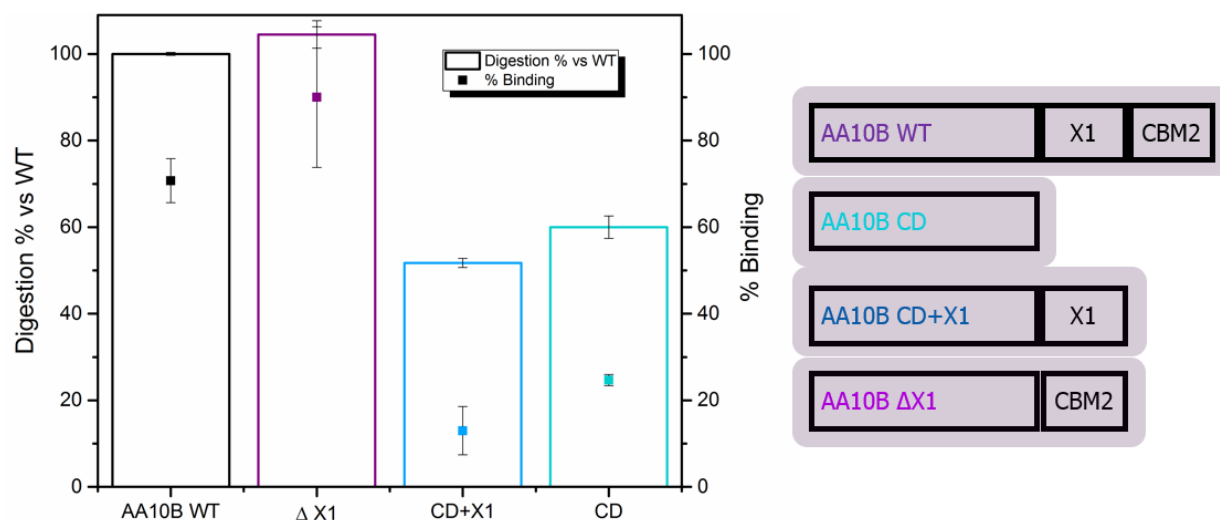 Digestion % vs WT
100
80
60
40
20
0
Digestion % vs WT
% Binding
100
80
60
40
20
0
% Binding
AA10B WT
Δ X1
CD+X1
CD
AA10B WT X1 CBM2
AA10B CD
AA10B CD+X1 X1
AA10B ΔX1 CBM2